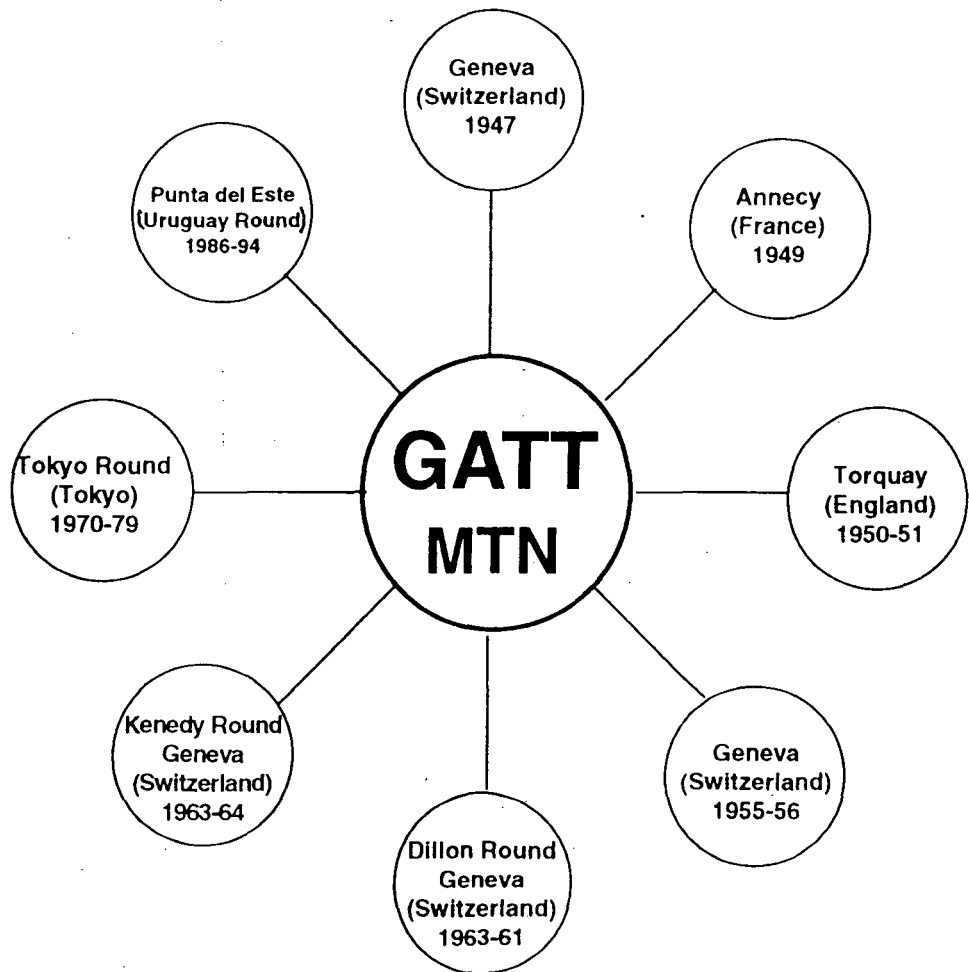 Geneva
(Switzerland)
1947
Annecy
(France)
1949
Torquay
(England)
1950-51
Geneva
(Switzerland)
1955-56
Dillon Round
Geneva
(Switzerland)
1963-61
Kenedy Round
Geneva
(Switzerland)
1963-64
Tokyo Round
(Tokyo)
1970-79
Punta del Este
(Uruguay Round)
1986-94
GATT
MTN